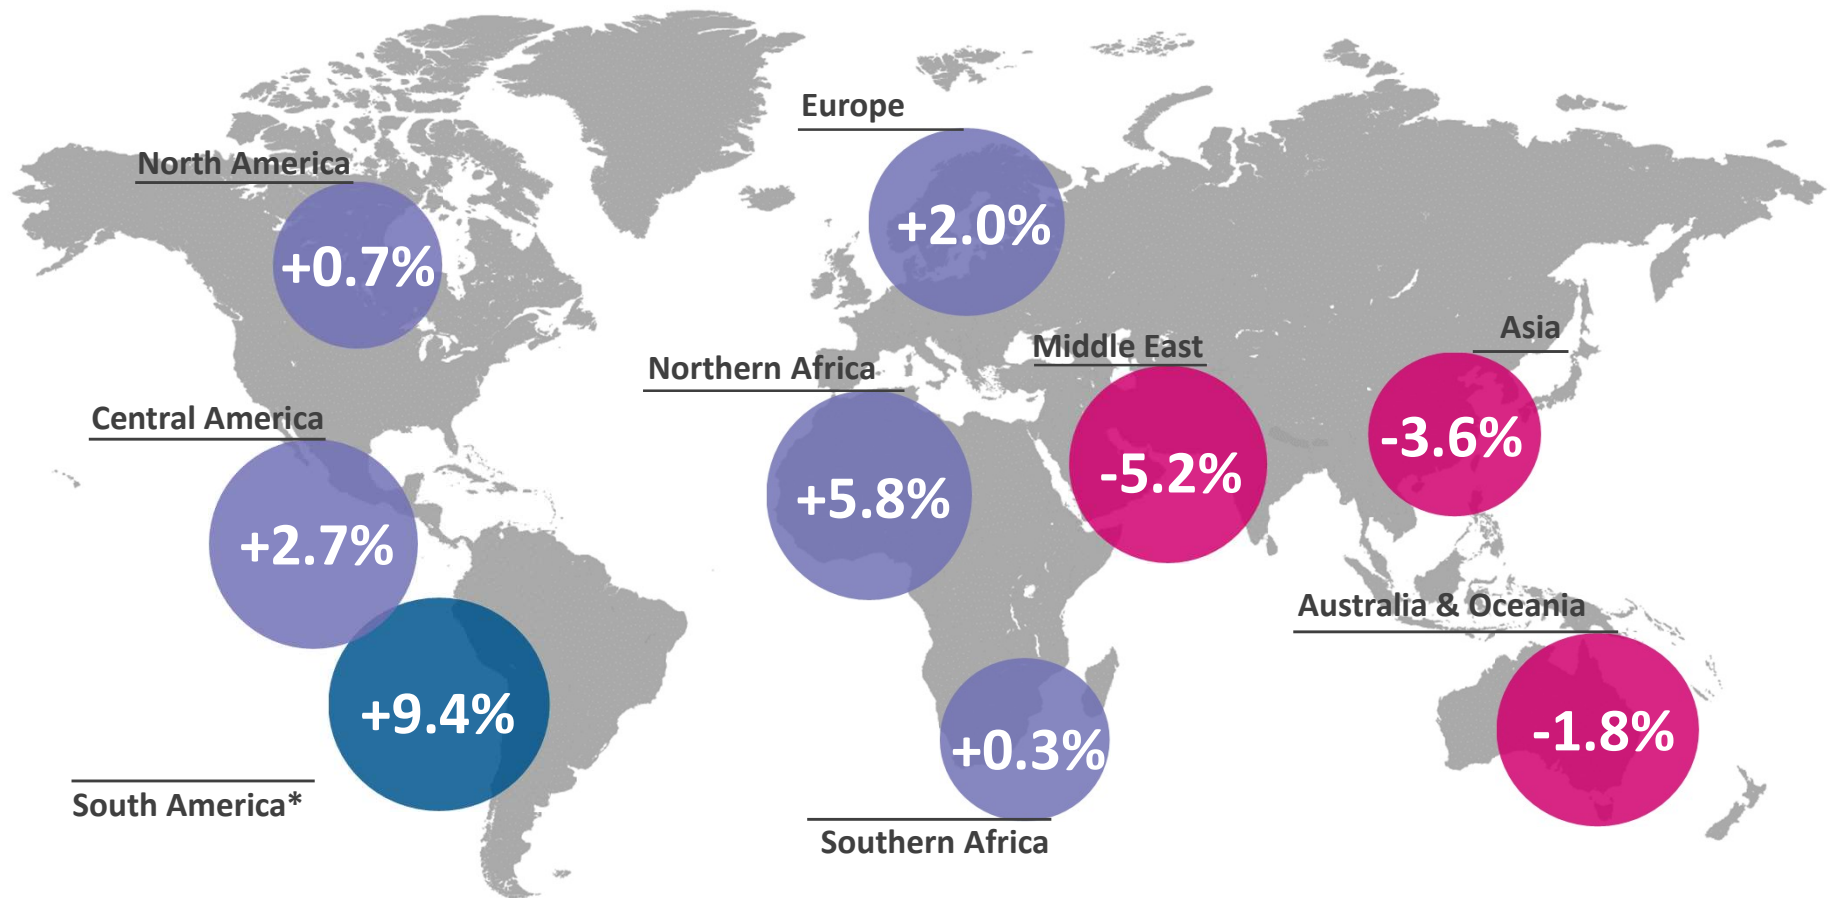 Europe
+2.0%
North America
+0.7%
Middle East
-5.2%
Asia
-3.6%
Northern Africa
+5.8%
Central America
+2.7%
Australia & Oceania
-1.8%
+9.4%
South America*
+0.3%
Southern Africa